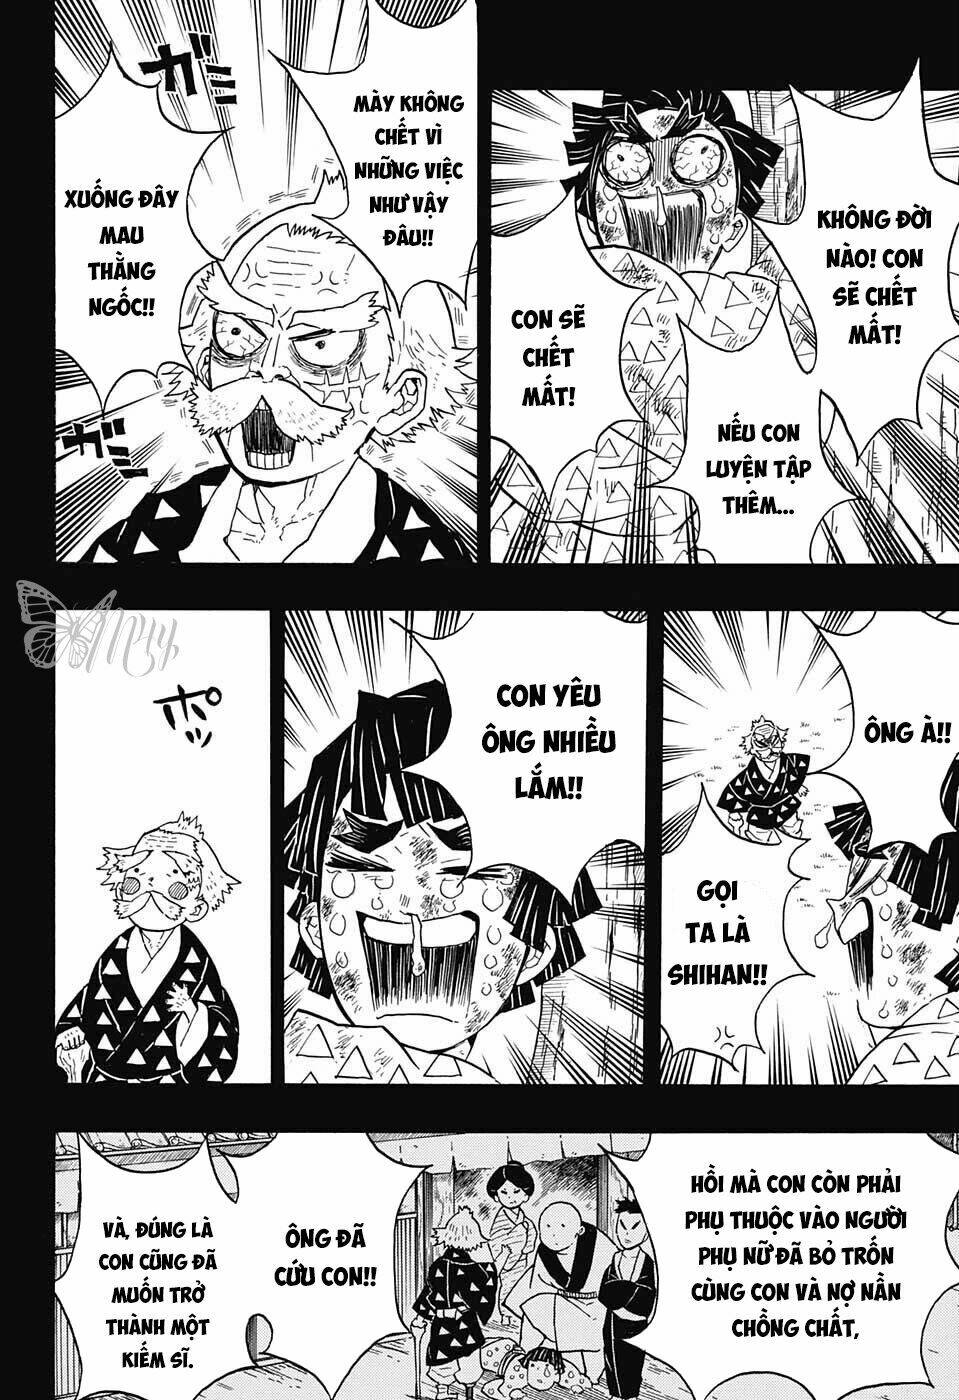 KHÔNG ĐỜI
NÀO! CON
SẼ CHẾT
MẤT!
NẾU CON
LUYỆN TẬP
THÊM...
CON SẼ
CHẾT
MẤT!
MÀY KHÔNG
CHẾT VÌ
NHỮNG VIỆC
NHƯ VẬY
ĐÂU!!
XUỐNG ĐÂY
MAU
THẰNG
NGỐC!!
ガミ
ガミ
ÔNG À!!
GỌI
TA LÀ
SHIHAN!!
CON YÊU
ÔNG NHIỀU
LẮM!!
ポッ
HỒI MÀ CON CÒN PHẢI
PHỤ THUỘC VÀO NGƯỜI
PHỤ NỮ ĐÃ BỎ TRỐN
CÙNG CON VÀ NỢ NẦN
CHỒNG CHẤT,
ÔNG ĐÃ
CỨU CON!!
VÀ, ĐÚNG LÀ
CON CŨNG ĐÃ
MUỐN TRỞ
THÀNH MỘT
KIẾM SĨ.